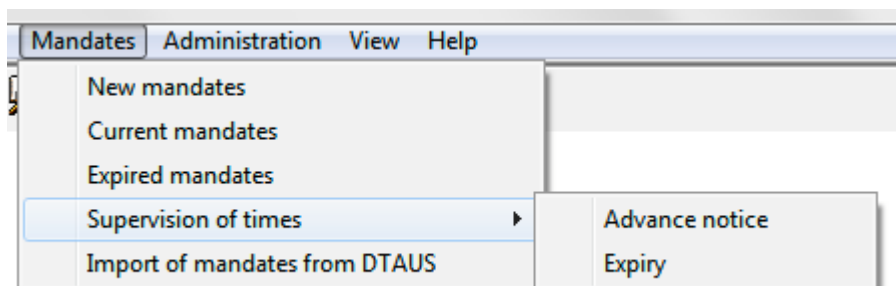 Mandates Administration View Help
New mandates
Current mandates
Expired mandates
Supervision of times
Advance notice
Import of mandates from DTAUS
Expiry